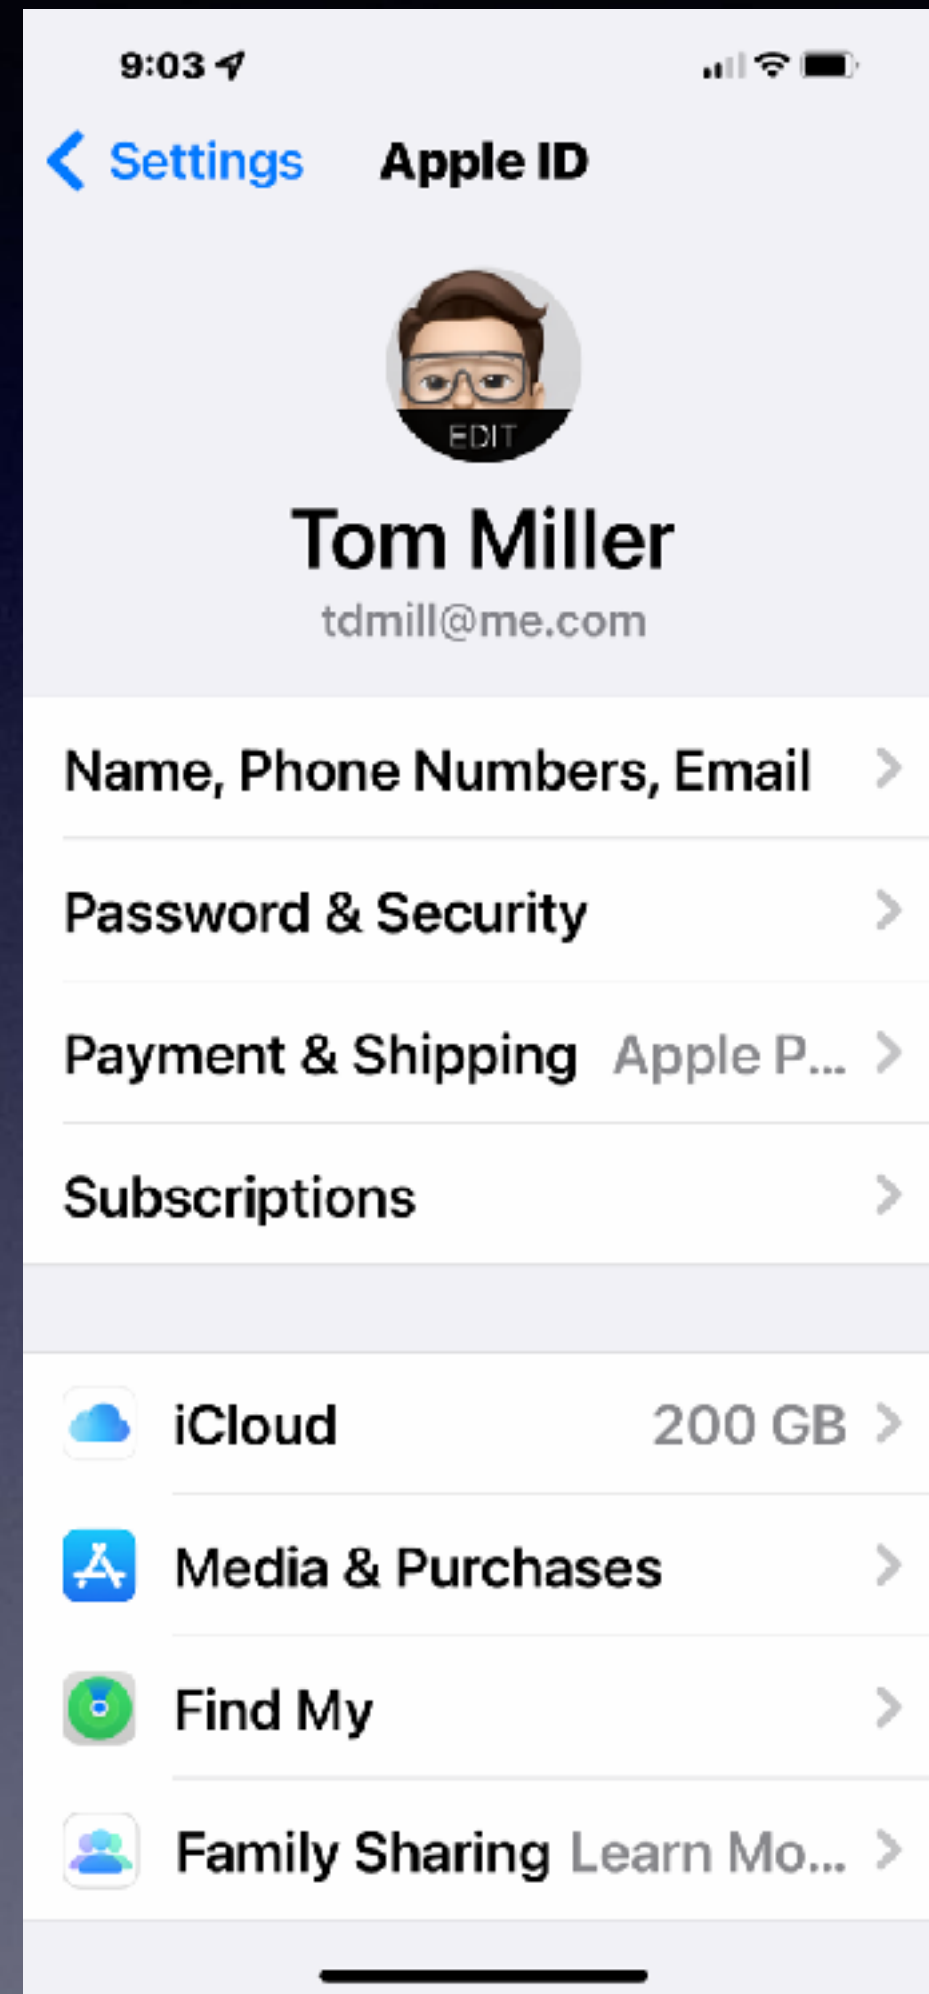 9:03
Settings Apple ID
EDIT
Tom Miller
tdmill@me.com
Name, Phone Numbers, Email
Password & Security
Payment & Shipping Apple P...
Subscriptions
iCloud 200 GB
Media & Purchases
Find My
Family Sharing Learn Mo...